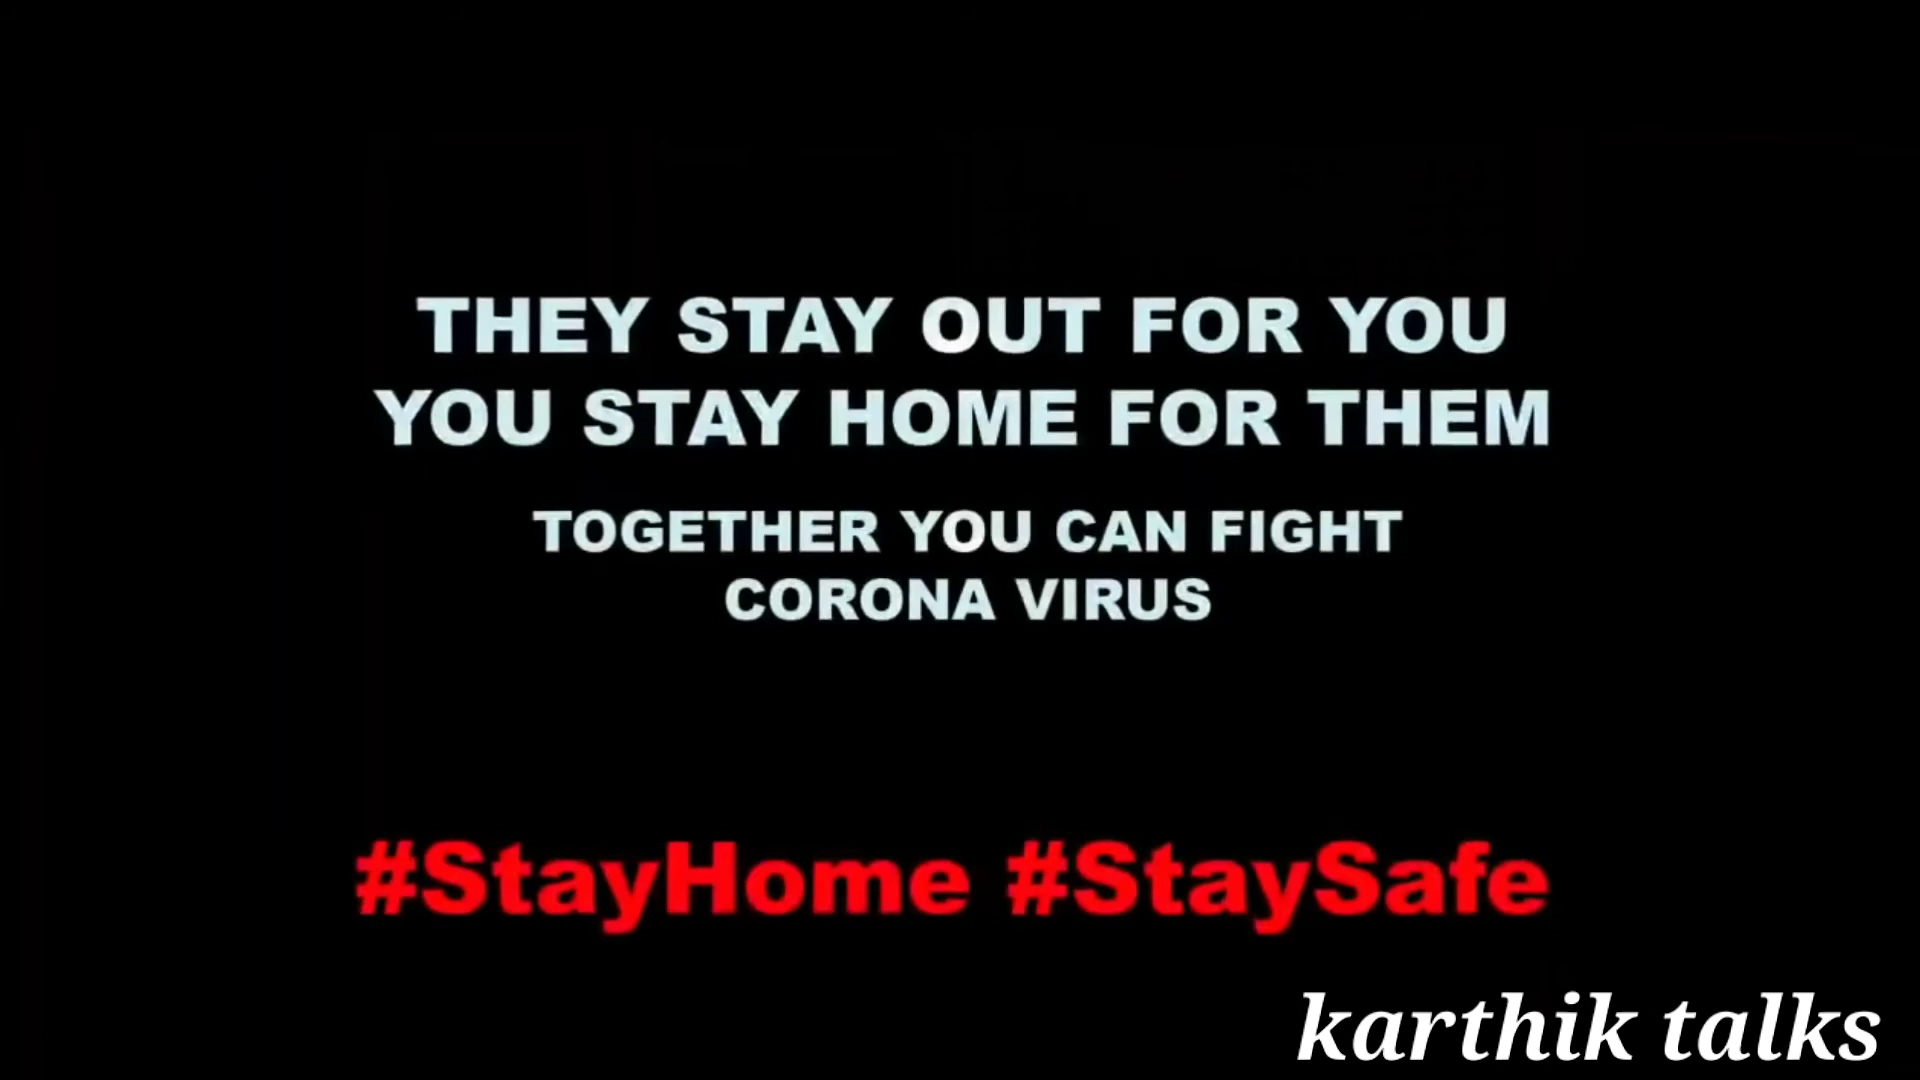 THEY STAY OUT FOR YOU
YOU STAY HOME FOR THEM
TOGETHER YOU CAN FIGHT
CORONA VIRUS
#StayHome #StaySafe
karthik talks